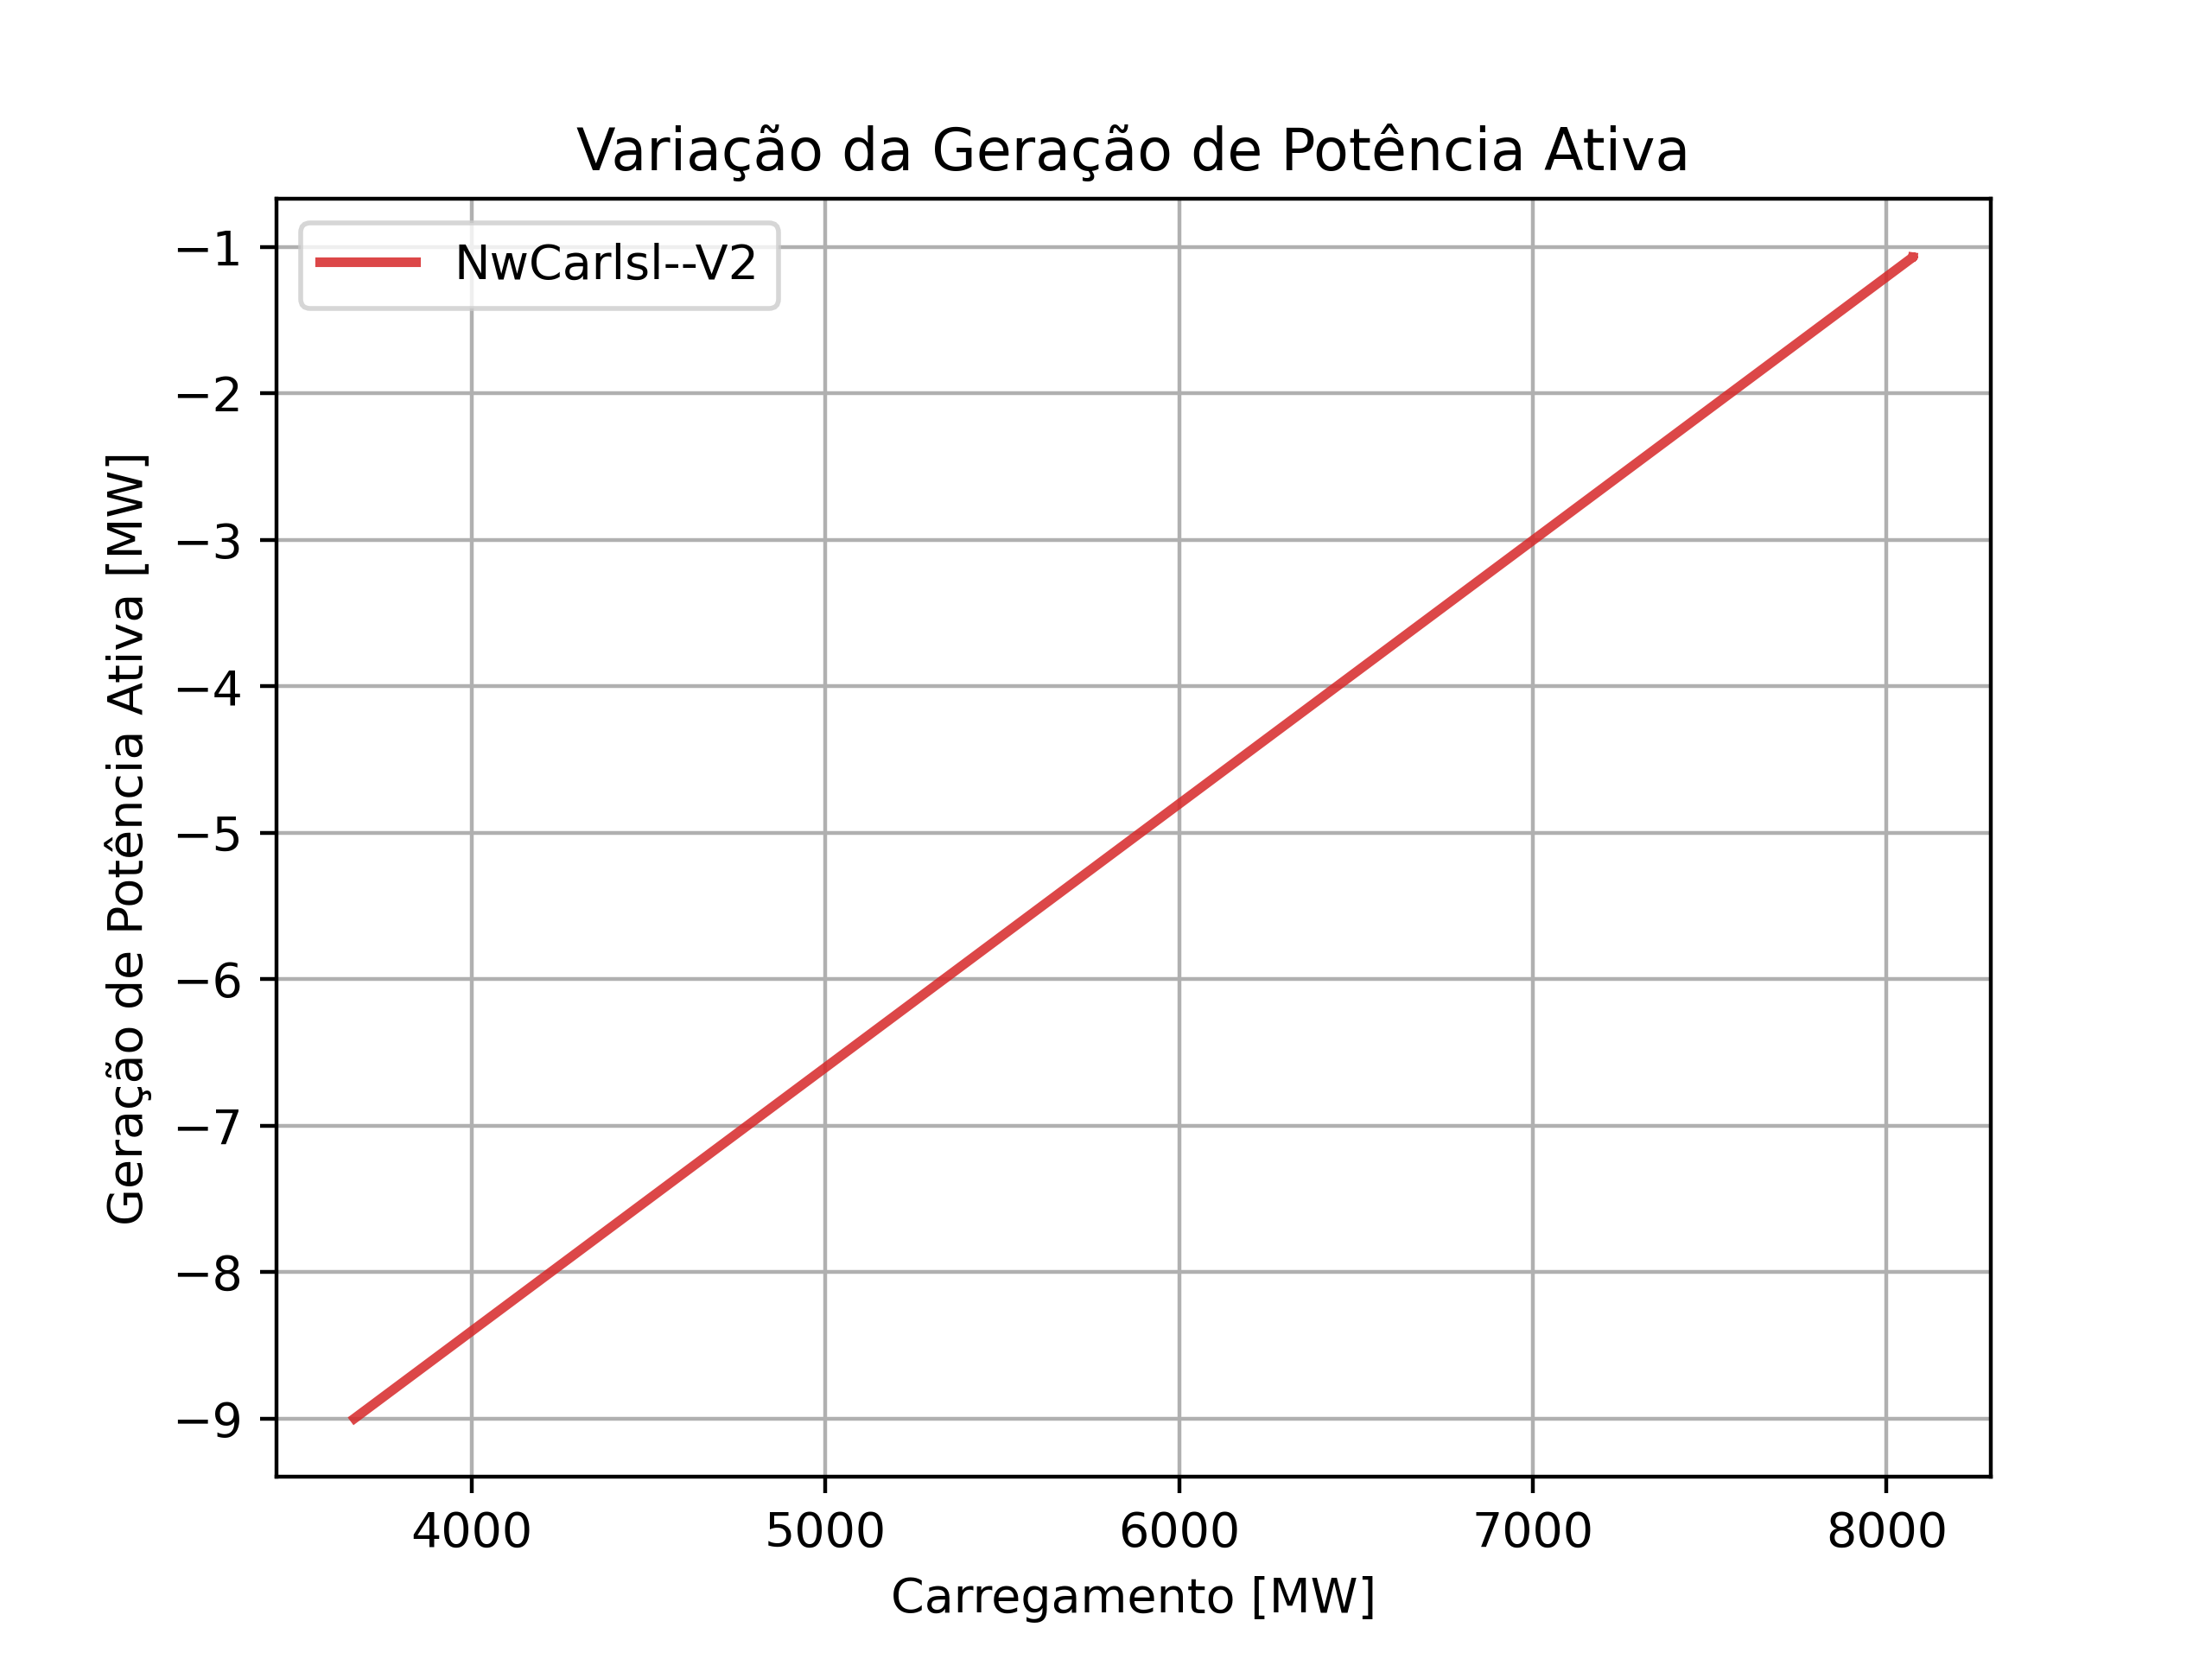 Variação da Geração de Potência Ativa
NwCarlsl--V2
Geração de Potência Ativa [MW]
−1
−2
−3
−4
−5
−6
−7
−8
−9
4000 5000 6000 7000 8000
Carregamento [MW]